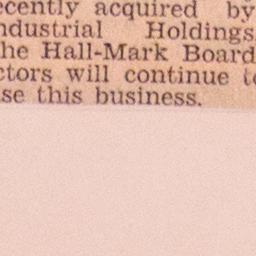 ecently acquired by
ndustrial Holdings
he Hall-Mark Board
ctors will continue t
se this business.